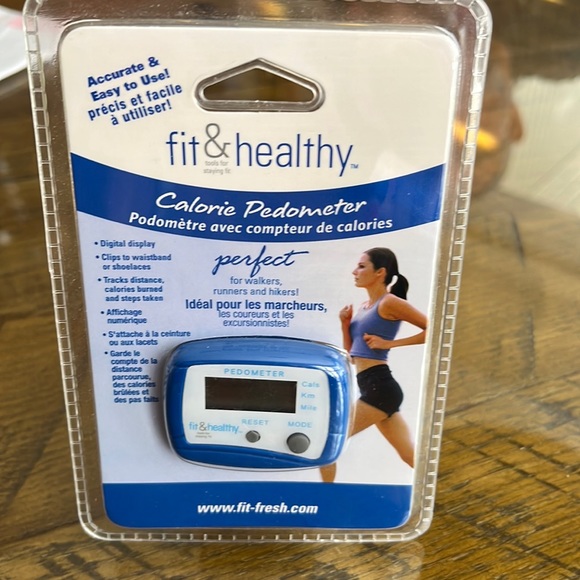 Accurate &
Easy to Use!
précis et facile
à utiliser!
fit&healthy™
tools for
staying fit
Calorie Pedometer
Podomètre avec compteur de calories
• Digital display
• Clips to waistband
or shoelaces
• Tracks distance,
calories burned
and steps taken
• Affichage
numérique
• S'attache à la ceinture
ou aux lacets
• Garde le
compte de la
distance
parcourue,
des calories
brûlées et
des pas faits
perfect
for walkers,
runners and hikers!
Idéal pour les marcheurs,
les coureurs et les
excursionnistes!
PEDOMETER
Cals
Km
Mile
RESET
MODE
fit&healthy™
www.fit-fresh.com